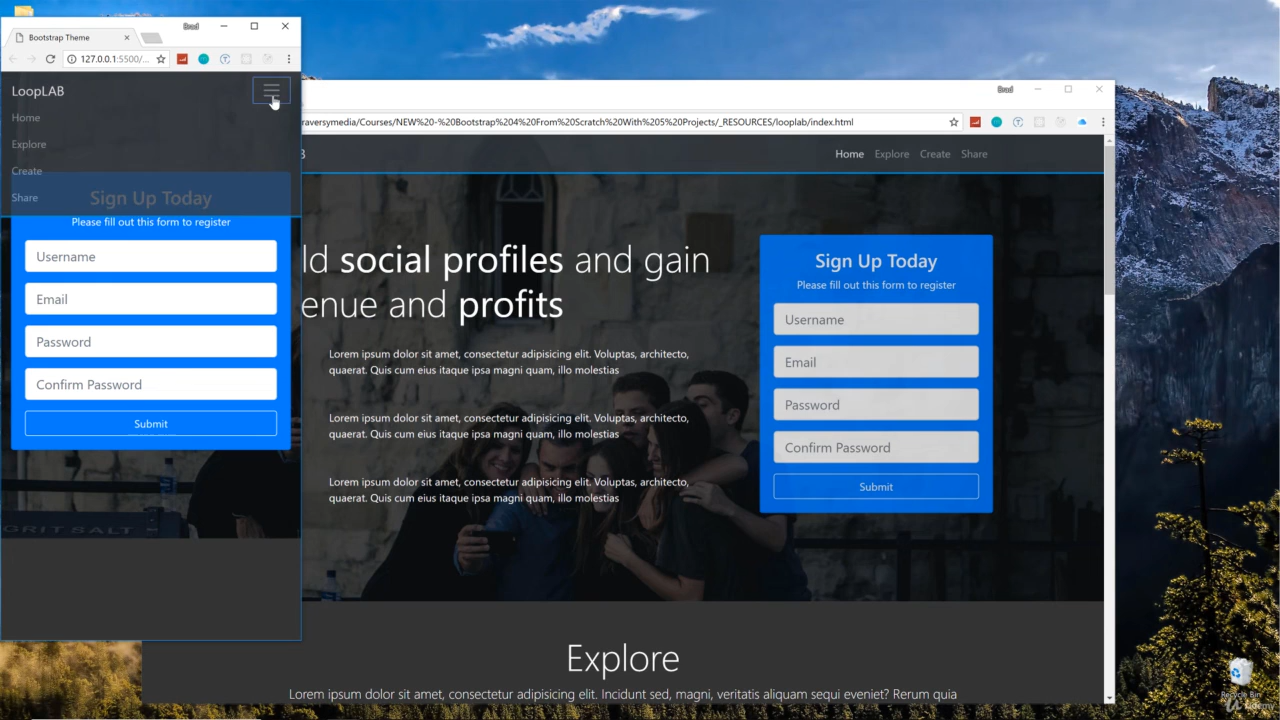 Brad
Bootstrap Theme
127.0.0.1:5500/...
LoopLAB
Home
Explore
Create
Share
Sign Up Today
Please fill out this form to register
Username
Email
Password
Confirm Password
Submit
GRIT SALT
Brad
raversymedia/Courses/NEW%20-%20Bootstrap%204%20From%20Scratch%20With%205%20Projects/_RESOURCES/looplab/index.html
B
Home Explore Create Share
ld social profiles and gain
enue and profits
Lorem ipsum dolor sit amet, consectetur adipisicing elit. Voluptas, architecto,
quaerat. Quis cum eius itaque ipsa magni quam, illo molestias
Lorem ipsum dolor sit amet, consectetur adipisicing elit. Voluptas, architecto,
quaerat. Quis cum eius itaque ipsa magni quam, illo molestias
Lorem ipsum dolor sit amet, consectetur adipisicing elit. Voluptas, architecto,
quaerat. Quis cum eius itaque ipsa magni quam, illo molestias
Sign Up Today
Please fill out this form to register
Username
Email
Password
Confirm Password
Submit
Explore
Lorem ipsum dolor sit amet, consectetur adipisicing elit. Incidunt sed, magni, veritatis aliquam sequi eveniet? Rerum quia
Recycle Bin
Udemy